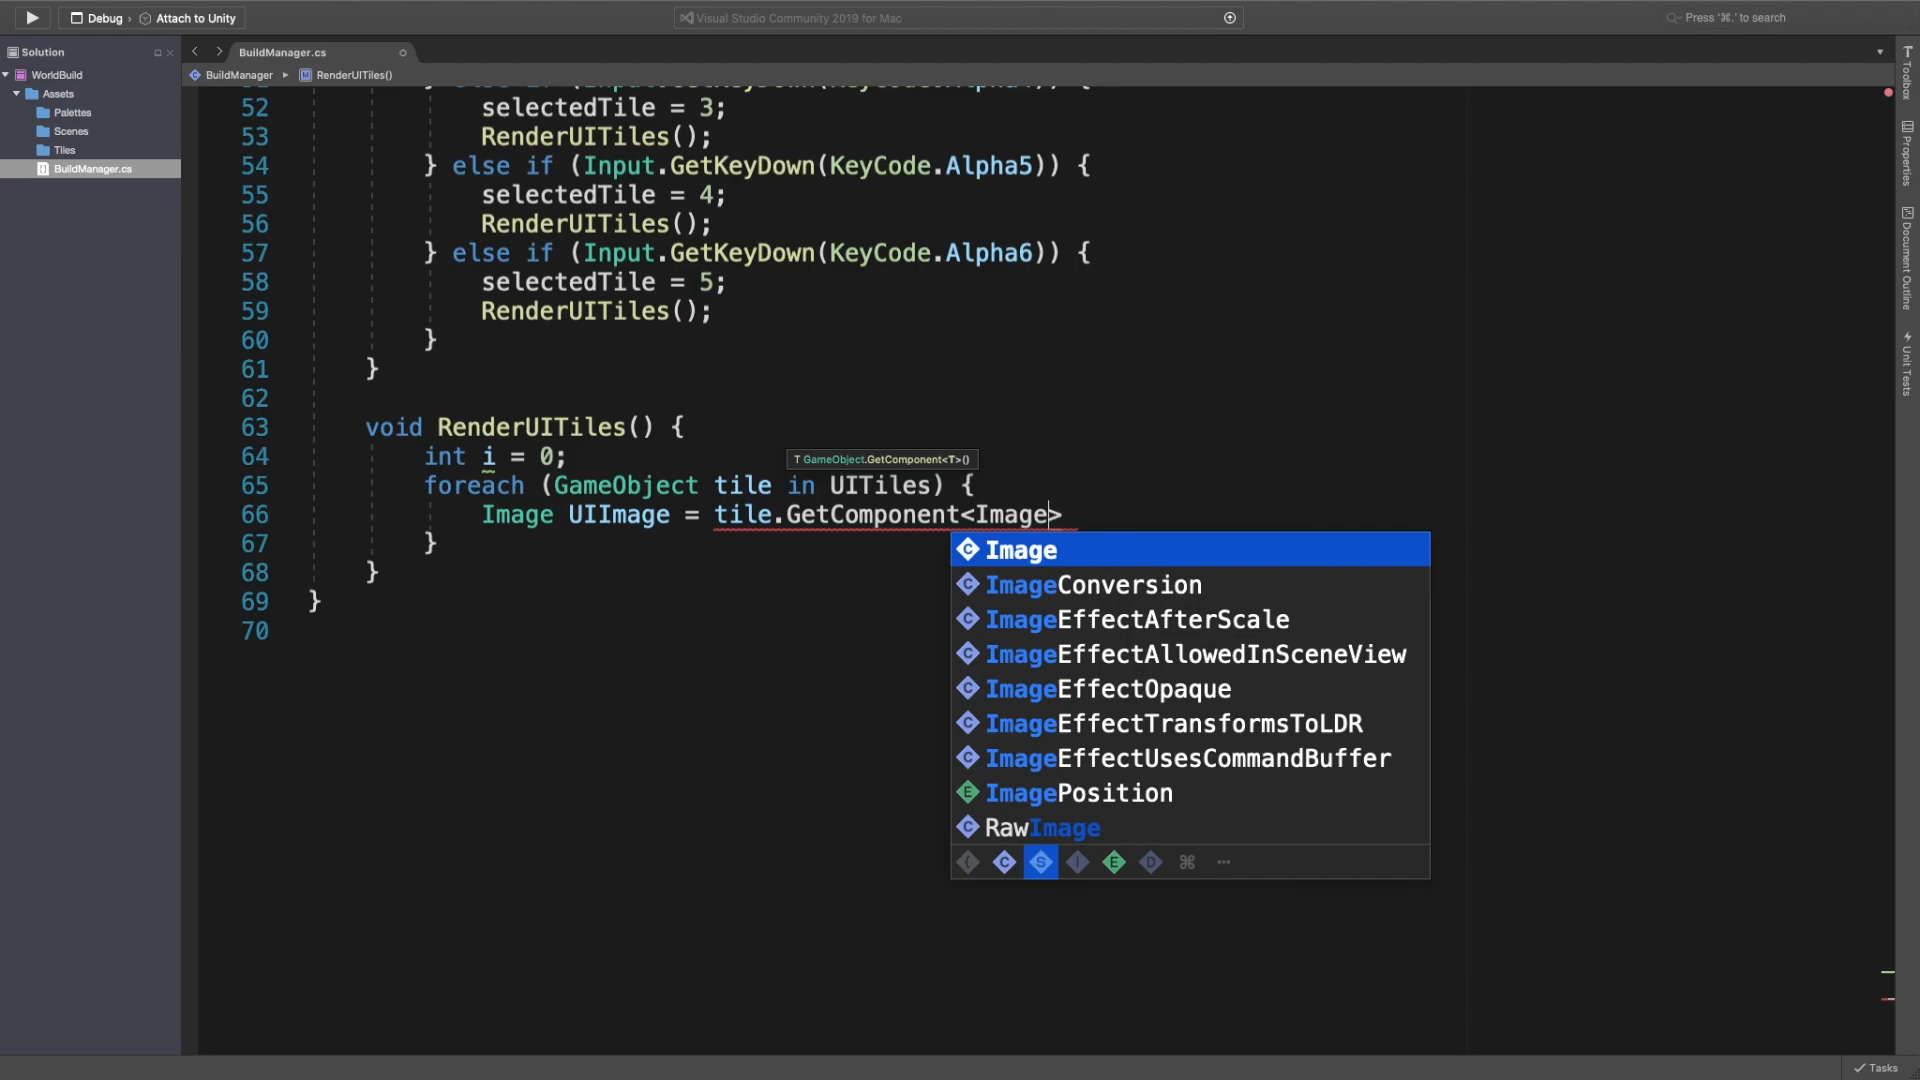 Debug › Attach to Unity
Visual Studio Community 2019 for Mac
Press '⌘.' to search
Solution
WorldBuild
Assets
Palettes
Scenes
Tiles
BuildManager.cs
BuildManager.cs
BuildManager ▸ RenderUITiles()
52 selectedTile = 3;
53 RenderUITiles();
54 } else if (Input.GetKeyDown(KeyCode.Alpha5)) {
55 selectedTile = 4;
56 RenderUITiles();
57 } else if (Input.GetKeyDown(KeyCode.Alpha6)) {
58 selectedTile = 5;
59 RenderUITiles();
60 }
61 }
62
63 void RenderUITiles() {
64 int i = 0;
T GameObject.GetComponent<T>()
65 foreach (GameObject tile in UITiles) {
66 Image UIImage = tile.GetComponent<Image>
67 }
68 }
69 }
70
Image
ImageConversion
ImageEffectAfterScale
ImageEffectAllowedInSceneView
ImageEffectOpaque
ImageEffectTransformsToLDR
ImageEffectUsesCommandBuffer
ImagePosition
RawImage
Toolbox
Properties
Document Outline
Unit Tests
Tasks